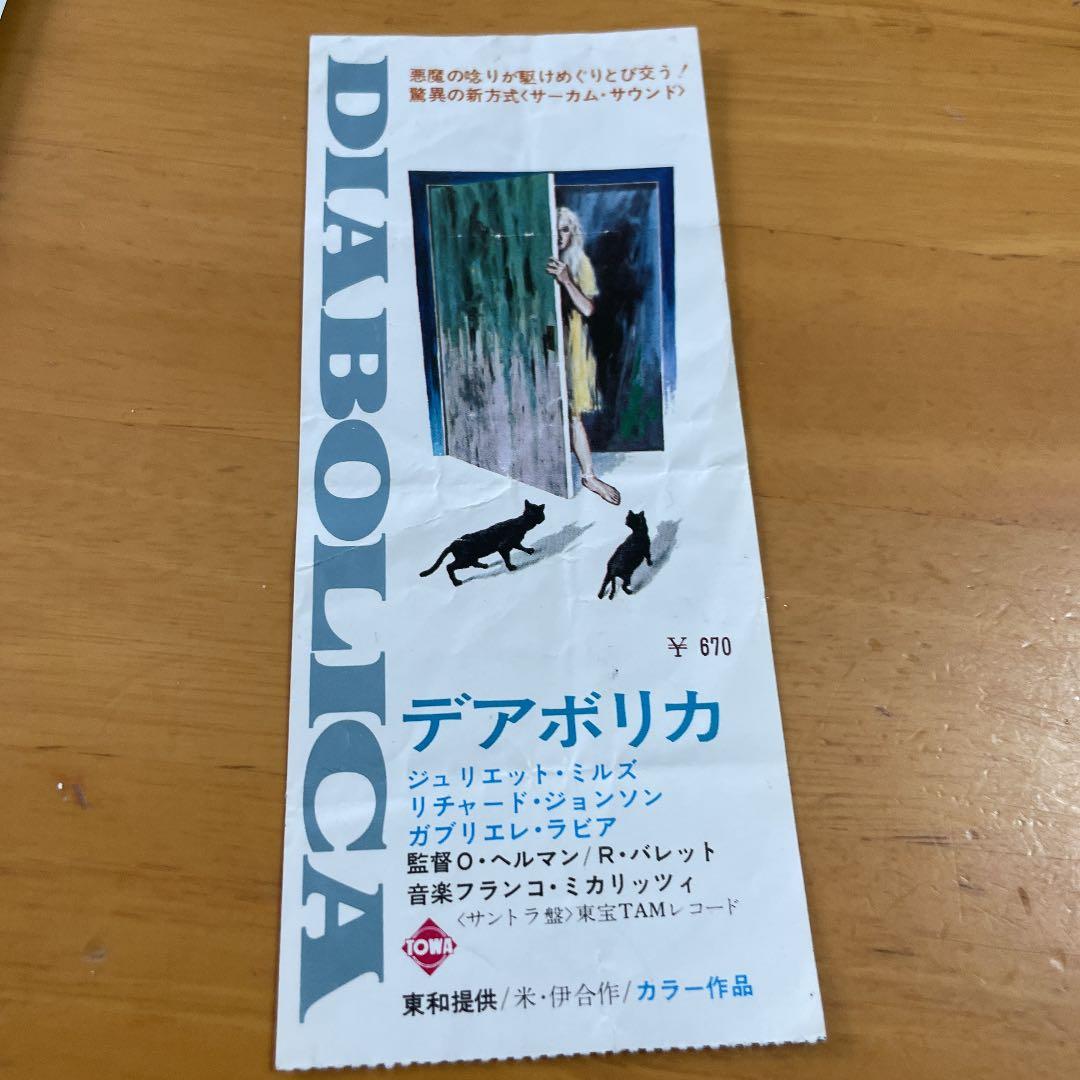 DIABOLICA
悪魔の唸りが駆けめぐりとび交う!
驚異の新方式〈サーカム・サウンド〉
¥ 670
デアボリカ
ジュリエット・ミルズ
リチャード・ジョンソン
ガブリエレ・ラビア
監督O・ヘルマン/R・バレット
音楽フランコ・ミカリッツィ
〈サントラ盤〉東宝TAMレコード
TOWA
東和提供/米・伊合作/カラー作品